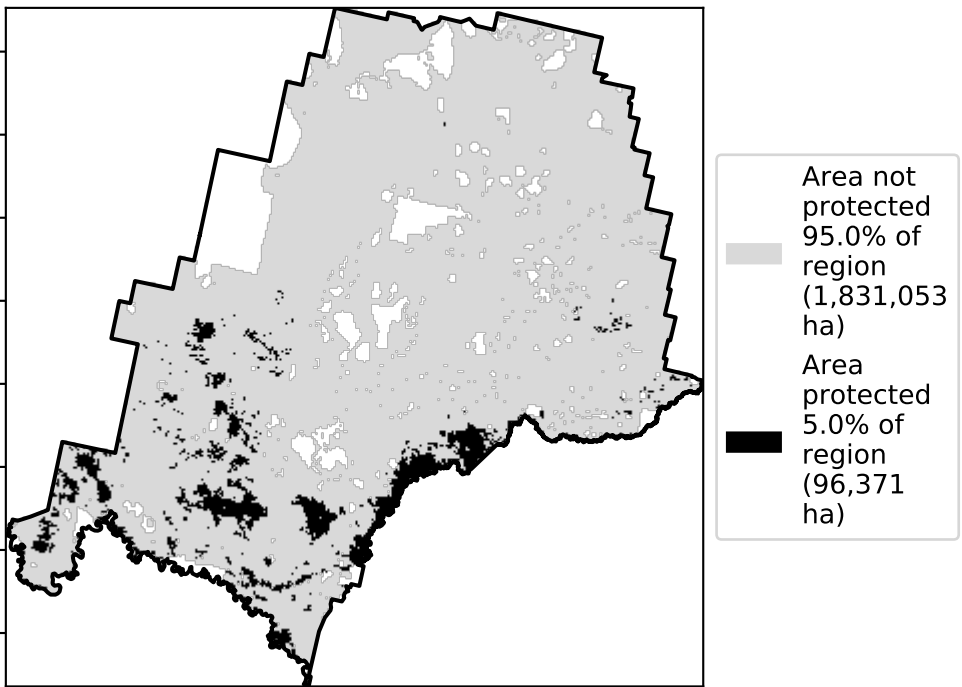 Area not
protected
95.0% of
region
(1,831,053
ha)
Area
protected
5.0% of
region
(96,371
ha)